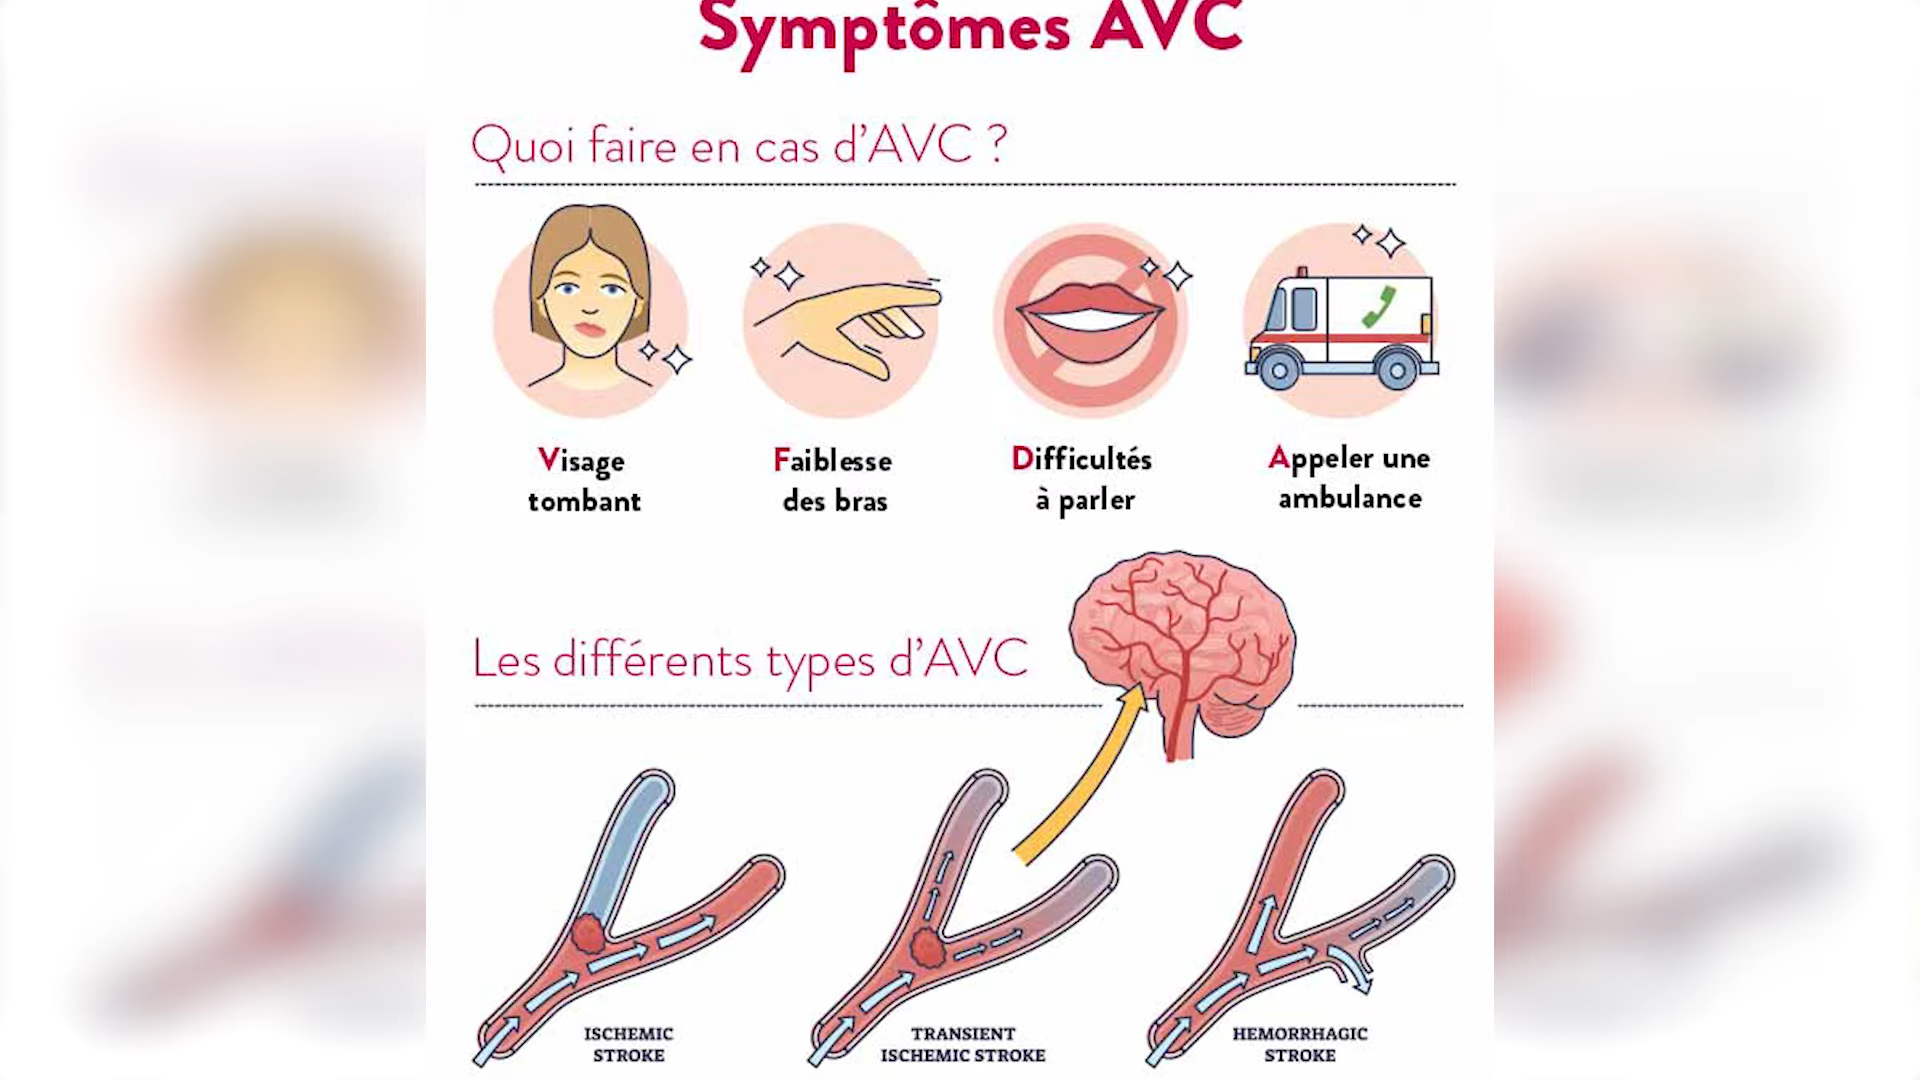 Symptômes AVC
Quoi faire en cas d'AVC ?
Visage
tombant
Faiblesse
des bras
Difficultés
à parler
Appeler une
ambulance
Les différents types d'AVC
ISCHEMIC
STROKE
TRANSIENT
ISCHEMIC STROKE
HEMORRHAGIC
STROKE